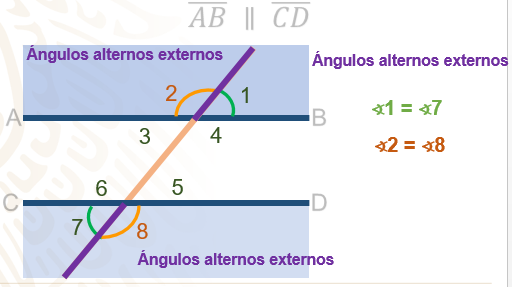 AB ∥ CD
Ángulos alternos externos
Ángulos alternos externos
2
1
A
B
3
4
∢1 = ∢7
∢2 = ∢8
6
5
C
D
7
8
Ángulos alternos externos